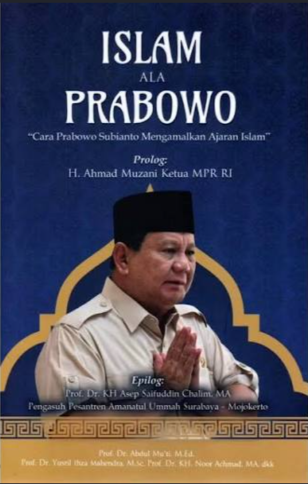 ISLAM
ALA
PRABOWO
“Cara Prabowo Subianto Mengamalkan Ajaran Islam”
Prolog:
H. Ahmad Muzani Ketua MPR RI
Epilog:
Prof. Dr. KH Asep Saifuddin Chalim, MA
Pengasuh Pesantren Amanatul Ummah Surabaya - Mojokerto
Prof. Dr. Abdul Mu'ti, M.Ed.
Prof. Dr. Yusril Ihza Mahendra, M.Sc, Prof. Dr. KH. Noor Achmad, MA, dkk